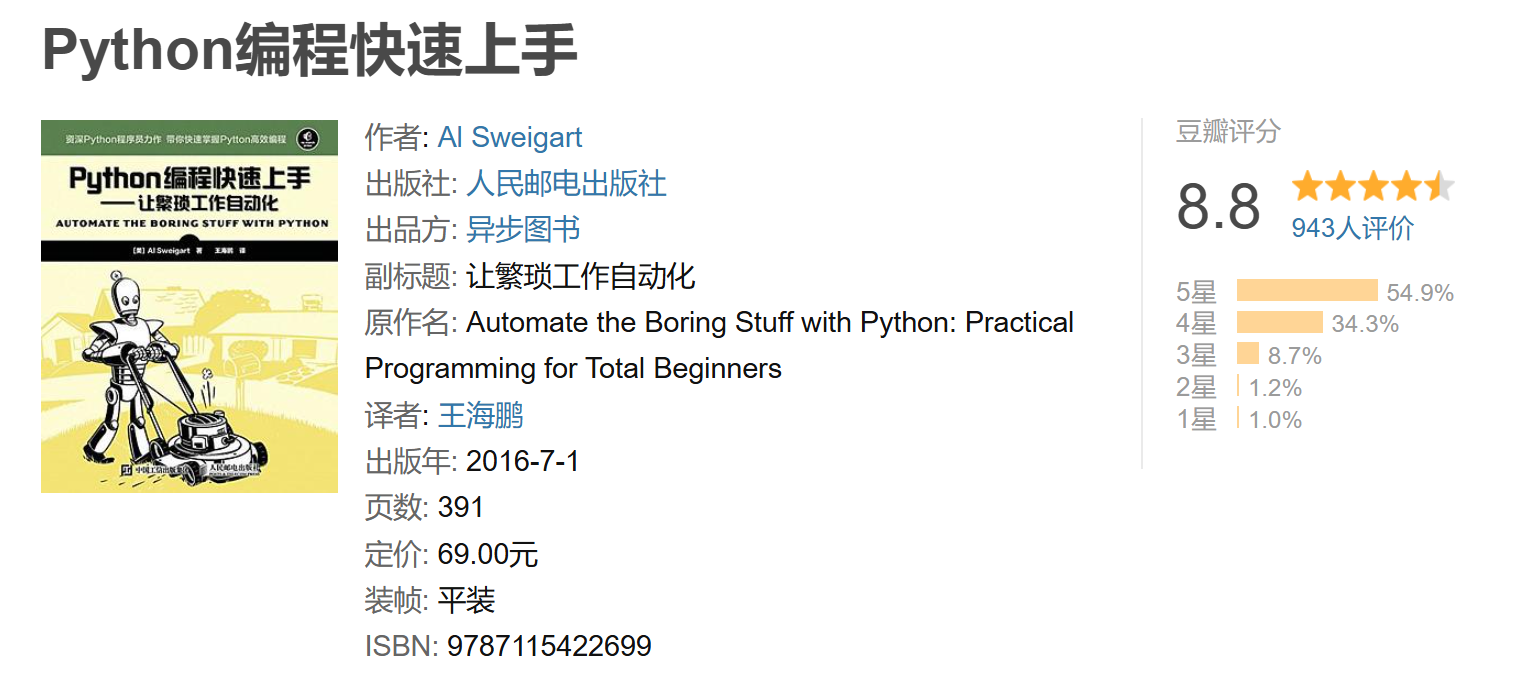 Python编程快速上手
资深Python程序员力作 带你快速掌握Python高效编程
Python编程快速上手
——让繁琐工作自动化
AUTOMATE THE BORING STUFF WITH PYTHON
[美] Al Sweigart 著 王海鹏 译
中国工信出版集团 人民邮电出版社
作者: Al Sweigart
出版社: 人民邮电出版社
出品方: 异步图书
副标题: 让繁琐工作自动化
原作名: Automate the Boring Stuff with Python: Practical
Programming for Total Beginners
译者: 王海鹏
出版年: 2016-7-1
页数: 391
定价: 69.00元
装帧: 平装
ISBN: 9787115422699
豆瓣评分
8.8
943人评价
5星 54.9%
4星 34.3%
3星 8.7%
2星 1.2%
1星 1.0%